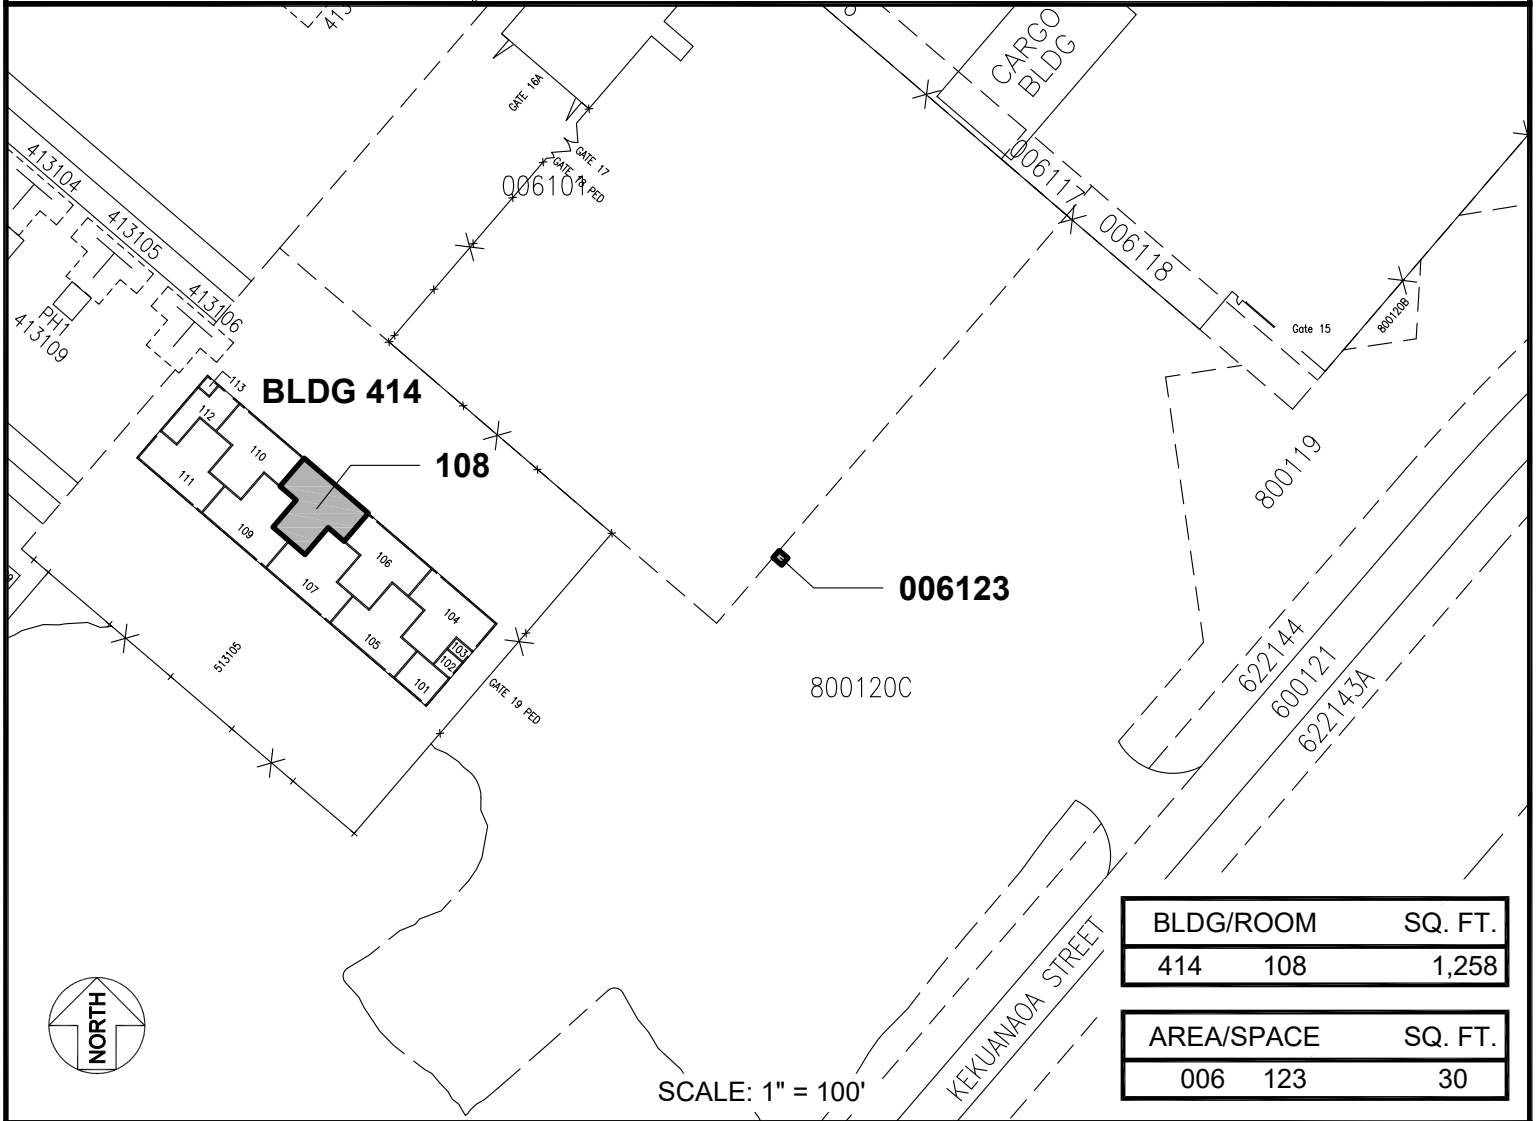 413
CARGO
BLDG
GATE 16A
GATE 17
GATE 18 PED
006101
006117
006118
413104
413105
413106
PH1
413109
Gate 15
800120B
113
BLDG 414
112
110
108
111
109
107
106
105
104
103
102
101
800119
006123
513105
GATE 19 PED
800120C
622144
600121
622143A
KEKUANAOA STREET
NORTH
SCALE: 1" = 100'
BLDG/ROOM SQ. FT.
414 108 1,258
AREA/SPACE SQ. FT.
006 123 30